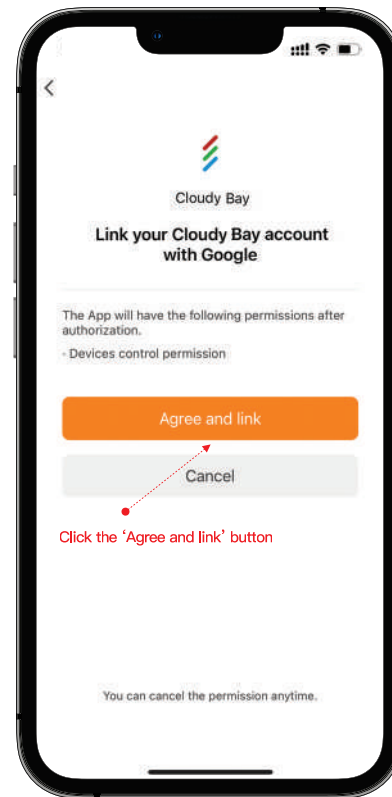 Cloudy Bay
Link your Cloudy Bay account
with Google
The App will have the following permissions after
authorization.
· Devices control permission
Agree and link
Cancel
Click the ‘Agree and link’ button
You can cancel the permission anytime.